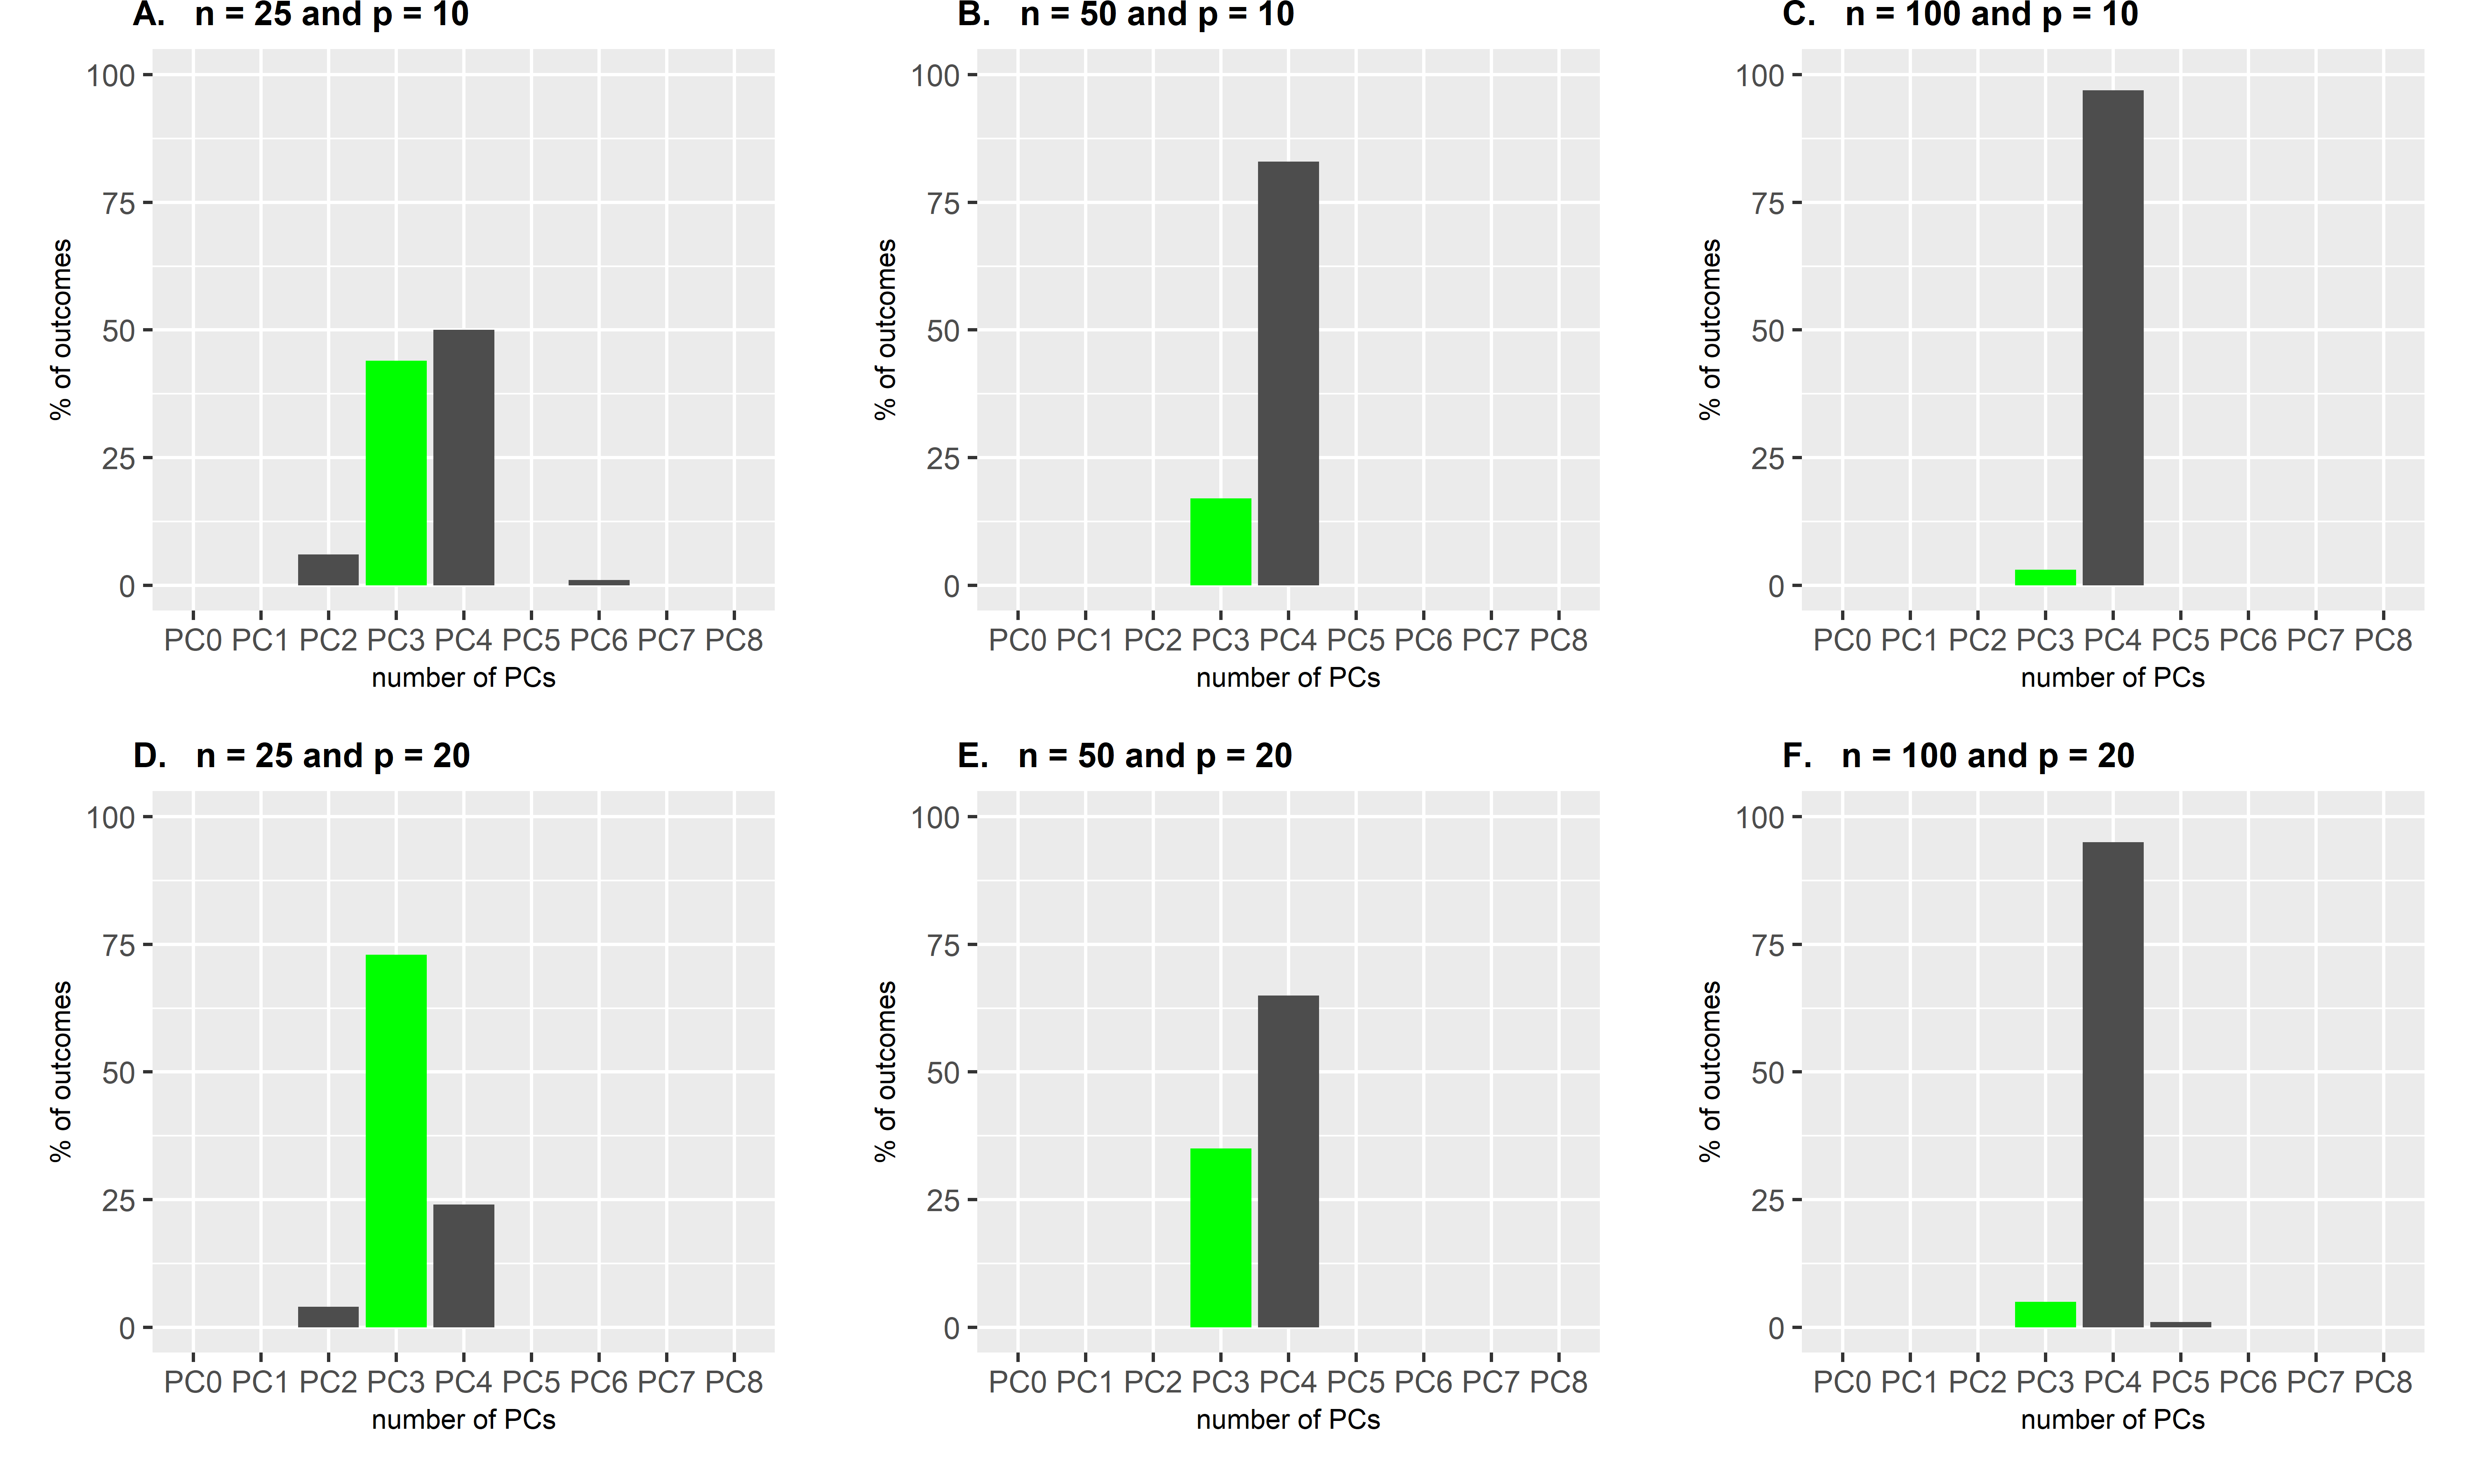 A. n = 25 and p = 10
100
75
50
25
0
% of outcomes
PC0 PC1 PC2 PC3 PC4 PC5 PC6 PC7 PC8
number of PCs
B. n = 50 and p = 10
100
75
50
25
0
% of outcomes
PC0 PC1 PC2 PC3 PC4 PC5 PC6 PC7 PC8
number of PCs
C. n = 100 and p = 10
100
75
50
25
0
% of outcomes
PC0 PC1 PC2 PC3 PC4 PC5 PC6 PC7 PC8
number of PCs
D. n = 25 and p = 20
100
75
50
25
0
% of outcomes
PC0 PC1 PC2 PC3 PC4 PC5 PC6 PC7 PC8
number of PCs
E. n = 50 and p = 20
100
75
50
25
0
% of outcomes
PC0 PC1 PC2 PC3 PC4 PC5 PC6 PC7 PC8
number of PCs
F. n = 100 and p = 20
100
75
50
25
0
% of outcomes
PC0 PC1 PC2 PC3 PC4 PC5 PC6 PC7 PC8
number of PCs